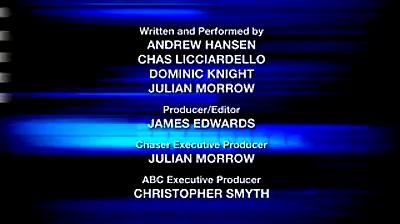 Written and Performed by
ANDREW HANSEN
CHAS LICCIARDELLO
DOMINIC KNIGHT
JULIAN MORROW
Producer/Editor
JAMES EDWARDS
Chaser Executive Producer
JULIAN MORROW
ABC Executive Producer
CHRISTOPHER SMYTH